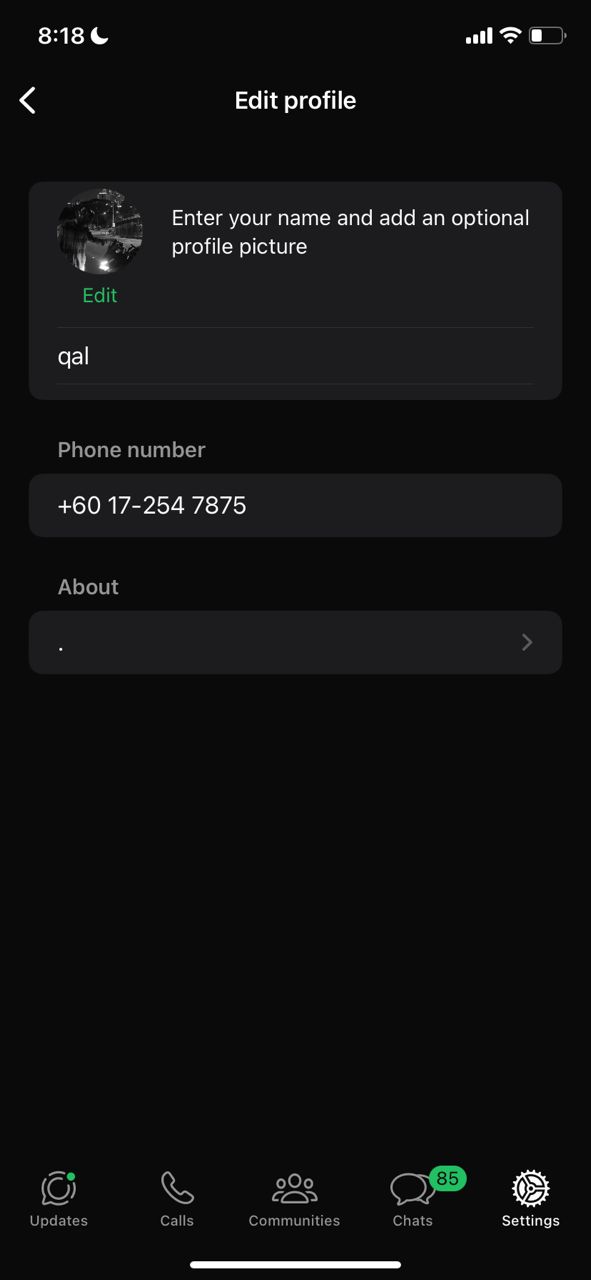 8:18
Edit profile
Enter your name and add an optional
profile picture
Edit
qal
Phone number
+60 17-254 7875
About
.
85
Updates
Calls
Communities
Chats
Settings